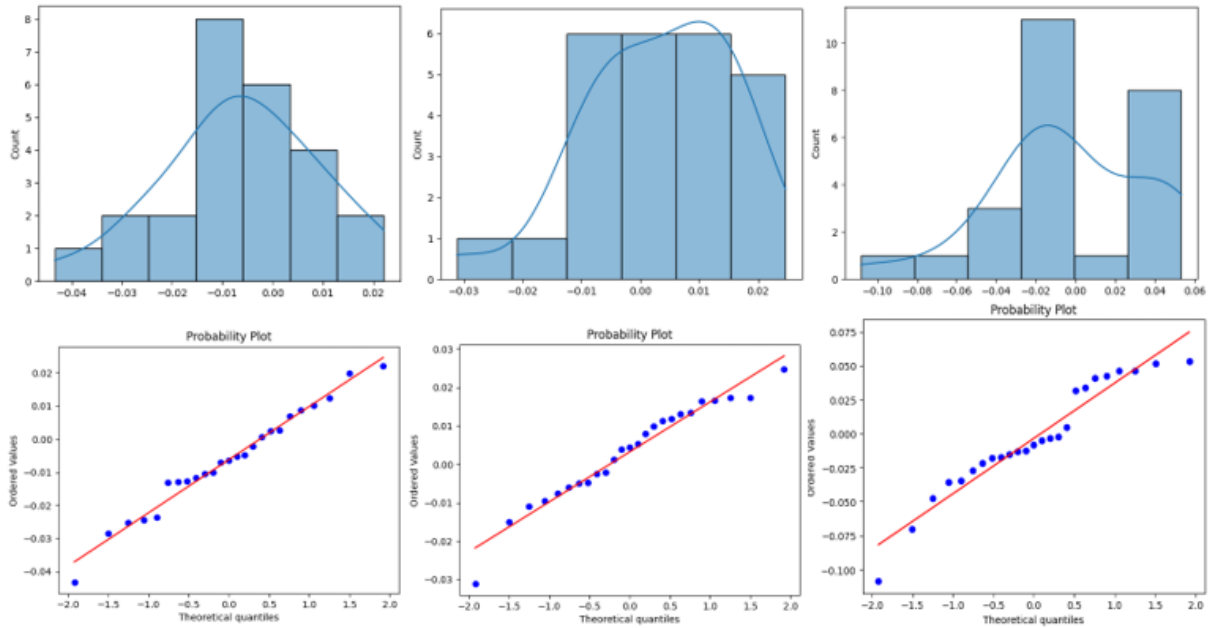 8
7
6
5
4
3
2
1
0
Count
−0.04 −0.03 −0.02 −0.01 0.00 0.01 0.02
6
5
4
3
2
1
0
Count
−0.03 −0.02 −0.01 0.00 0.01 0.02
10
8
6
4
2
0
Count
−0.10 −0.08 −0.06 −0.04 −0.02 0.00 0.02 0.04 0.06
Probability Plot
0.02
0.01
0.00
−0.01
−0.02
−0.03
−0.04
Ordered Values
−2.0 −1.5 −1.0 −0.5 0.0 0.5 1.0 1.5 2.0
Theoretical quantiles
Probability Plot
0.03
0.02
0.01
0.00
−0.01
−0.02
−0.03
Ordered Values
−2.0 −1.5 −1.0 −0.5 0.0 0.5 1.0 1.5 2.0
Theoretical quantiles
Probability Plot
0.075
0.050
0.025
0.000
−0.025
−0.050
−0.075
−0.100
Ordered Values
−2.0 −1.5 −1.0 −0.5 0.0 0.5 1.0 1.5 2.0
Theoretical quantiles